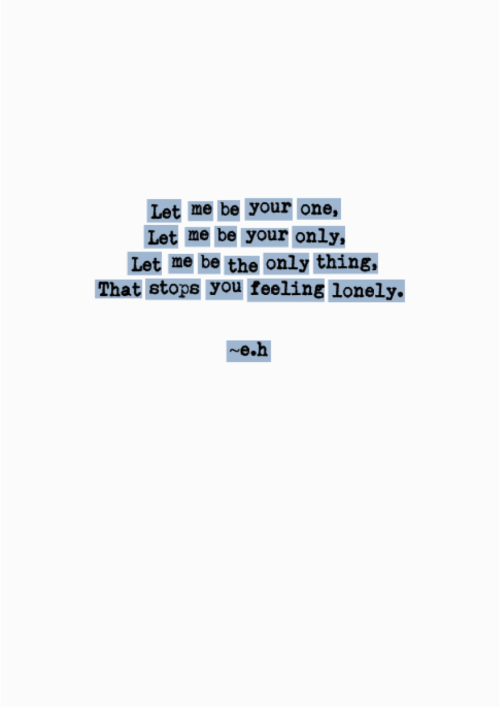 Let me be your one,
Let me be your only,
Let me be the only thing,
That stops you feeling lonely.
~e.h